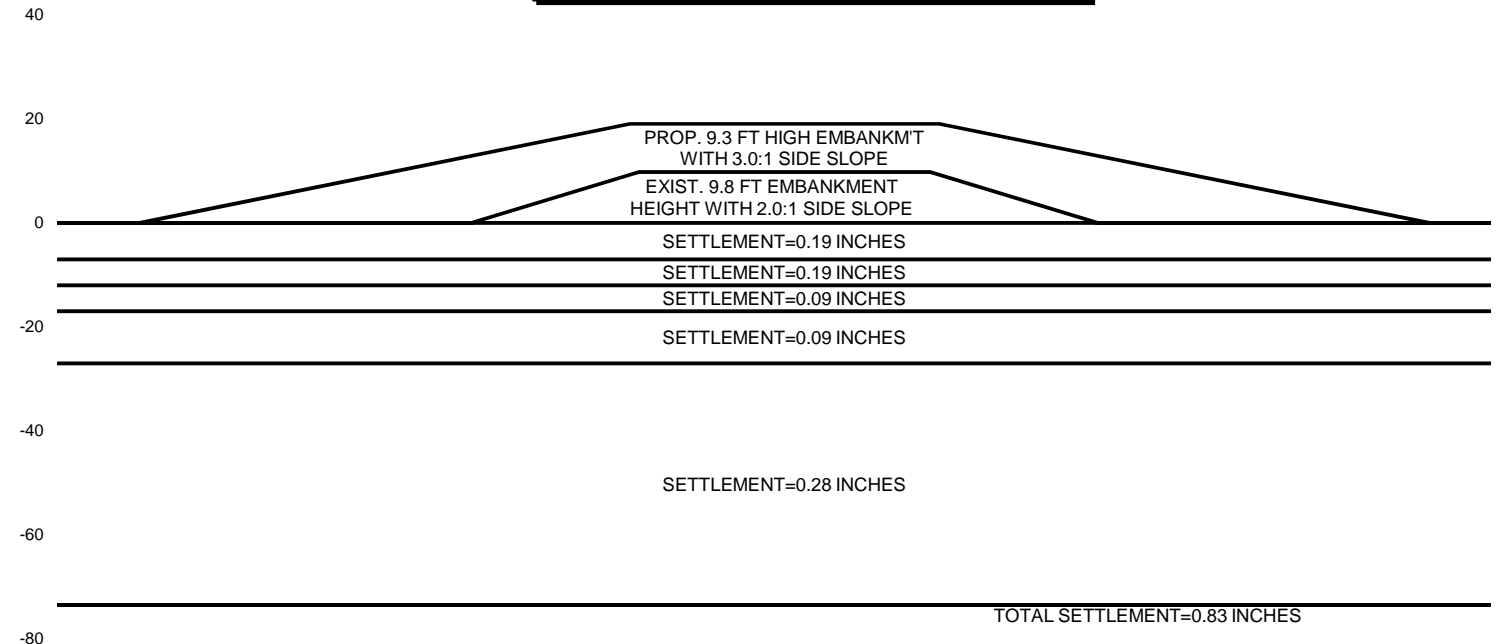 40
20
PROP. 9.3 FT HIGH EMBANKM'T
WITH 3.0:1 SIDE SLOPE
EXIST. 9.8 FT EMBANKMENT
HEIGHT WITH 2.0:1 SIDE SLOPE
0
SETTLEMENT=0.19 INCHES
SETTLEMENT=0.19 INCHES
SETTLEMENT=0.09 INCHES
-20
SETTLEMENT=0.09 INCHES
-40
SETTLEMENT=0.28 INCHES
-60
TOTAL SETTLEMENT=0.83 INCHES
-80